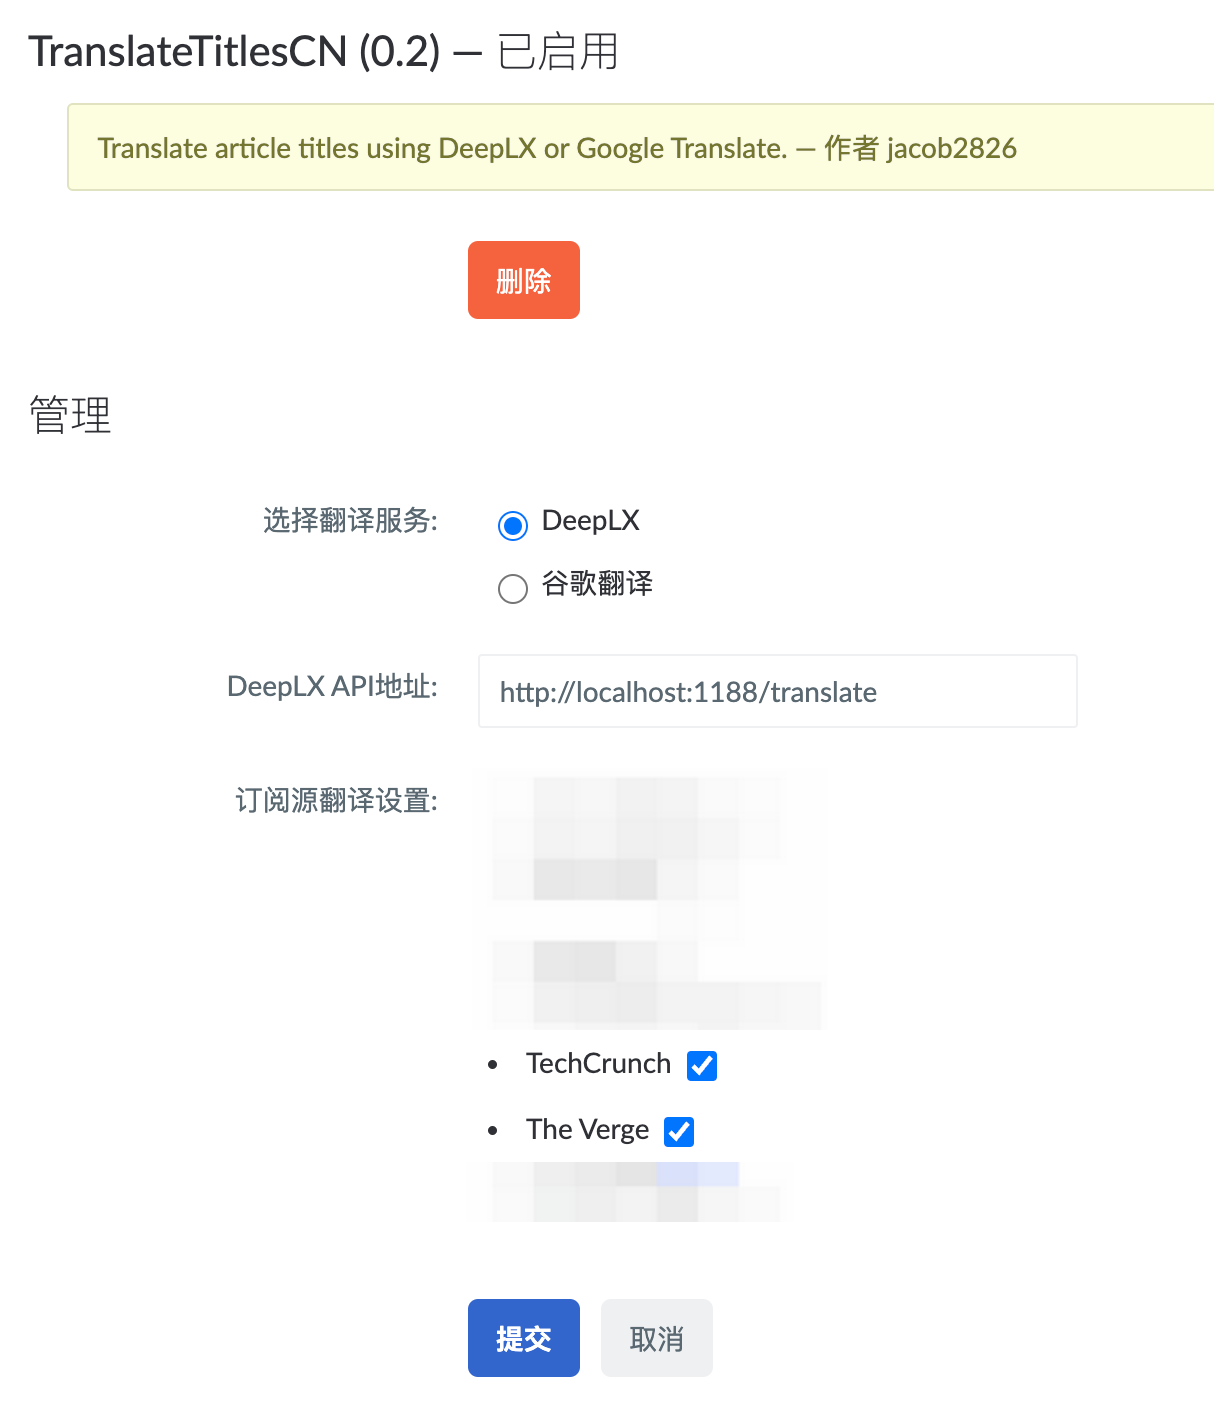 TranslateTitlesCN (0.2) — 已启用
Translate article titles using DeepLX or Google Translate. — 作者 jacob2826
删除
管理
选择翻译服务:
DeepLX
谷歌翻译
DeepLX API地址:
http://localhost:1188/translate
订阅源翻译设置:
TechCrunch
The Verge
提交
取消